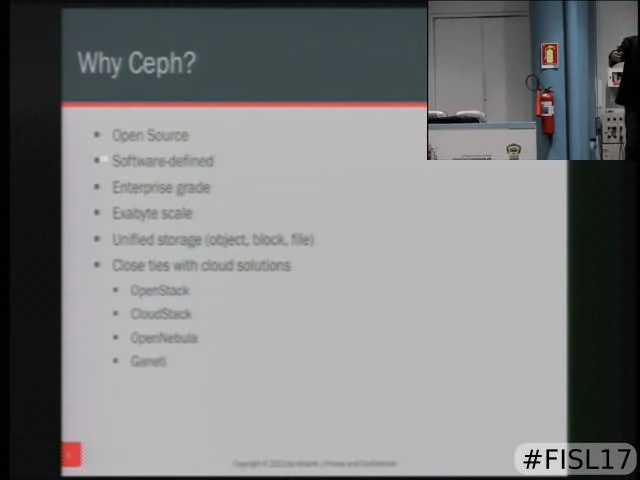 Why Ceph?
Open Source
Software-defined
Enterprise grade
Exabyte scale
Unified storage (object, block, file)
Close ties with cloud solutions
OpenStack
CloudStack
OpenNebula
Ganeti
#FISL17